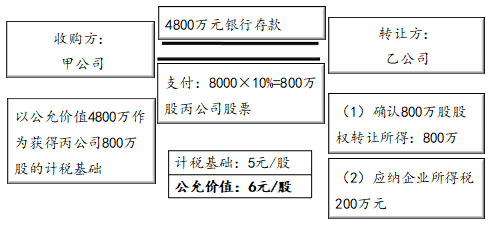 4800万元银行存款
收购方：
甲公司
转让方：
乙公司
支付：8000×10%=800万
股丙公司股票
以公允价值4800万作
为获得丙公司800万
股的计税基础
（1）确认800万股股
权转让所得：800万
计税基础：5元/股
公允价值：6元/股
（2）应纳企业所得税
200万元